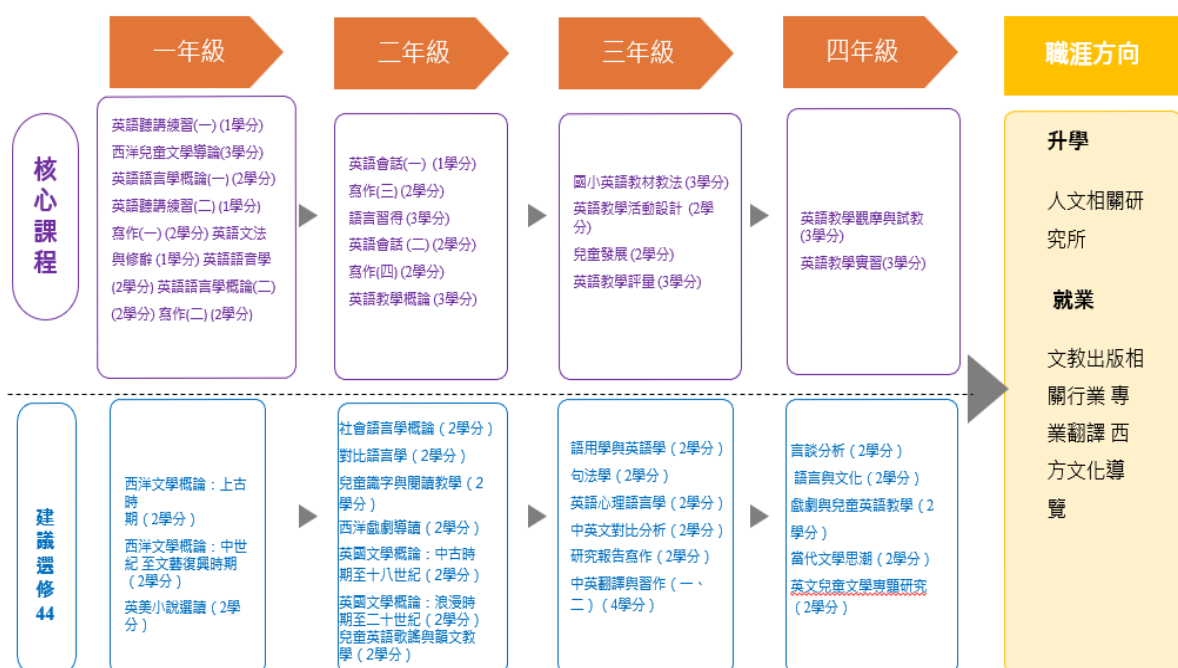 一年級
二年級
三年級
四年級
職涯方向
核
心
課
程
英語聽講練習(一) (1學分)
西洋兒童文學導論(3學分)
英語語言學概論(一) (2學分)
英語聽講練習(二) (1學分)
寫作(一) (2學分) 英語文法
與修辭 (1學分) 英語語音學
(2學分) 英語語言學概論(二)
(2學分) 寫作(二) (2學分)
英語會話(一) (1學分)
寫作(三) (2學分)
語言習得 (3學分)
英語會話 (二) (2學分)
寫作(四) (2學分)
英語教學概論 (3學分)
國小英語教材教法 (3學分)
英語教學活動設計 (2學
分)
兒童發展 (2學分)
英語教學評量 (3學分)
英語教學觀摩與試教
(3學分)
英語教學實習(3學分)
升學
人文相關研
究所
就業
文教出版相
關行業 專
業翻譯 西
方文化導
覽
建
議
選
修
44
西洋文學概論：上古
時
期（2學分）
西洋文學概論：中世
紀 至文藝復興時期
（2學分）
英美小說選讀（2學
分）
社會語言學概論（2學分）
對比語言學（2學分）
兒童識字與閱讀教學（2
學分）
西洋戲劇導讀（2學分）
英國文學概論：中古時
期至十八世紀（2學分）
英國文學概論：浪漫時
期至二十世紀（2學分）
兒童英語歌謠與韻文教
學（2學分）
語用學與英語學（2學分）
句法學（2學分）
英語心理語言學（2學分）
中英文對比分析（2學分）
研究報告寫作（2學分）
中英翻譯與習作（一、
二）（4學分）
言談分析（2學分）
語言與文化（2學分）
戲劇與兒童英語教學（2
學分）
當代文學思潮（2學分）
英文兒童文學專題研究
（2學分）